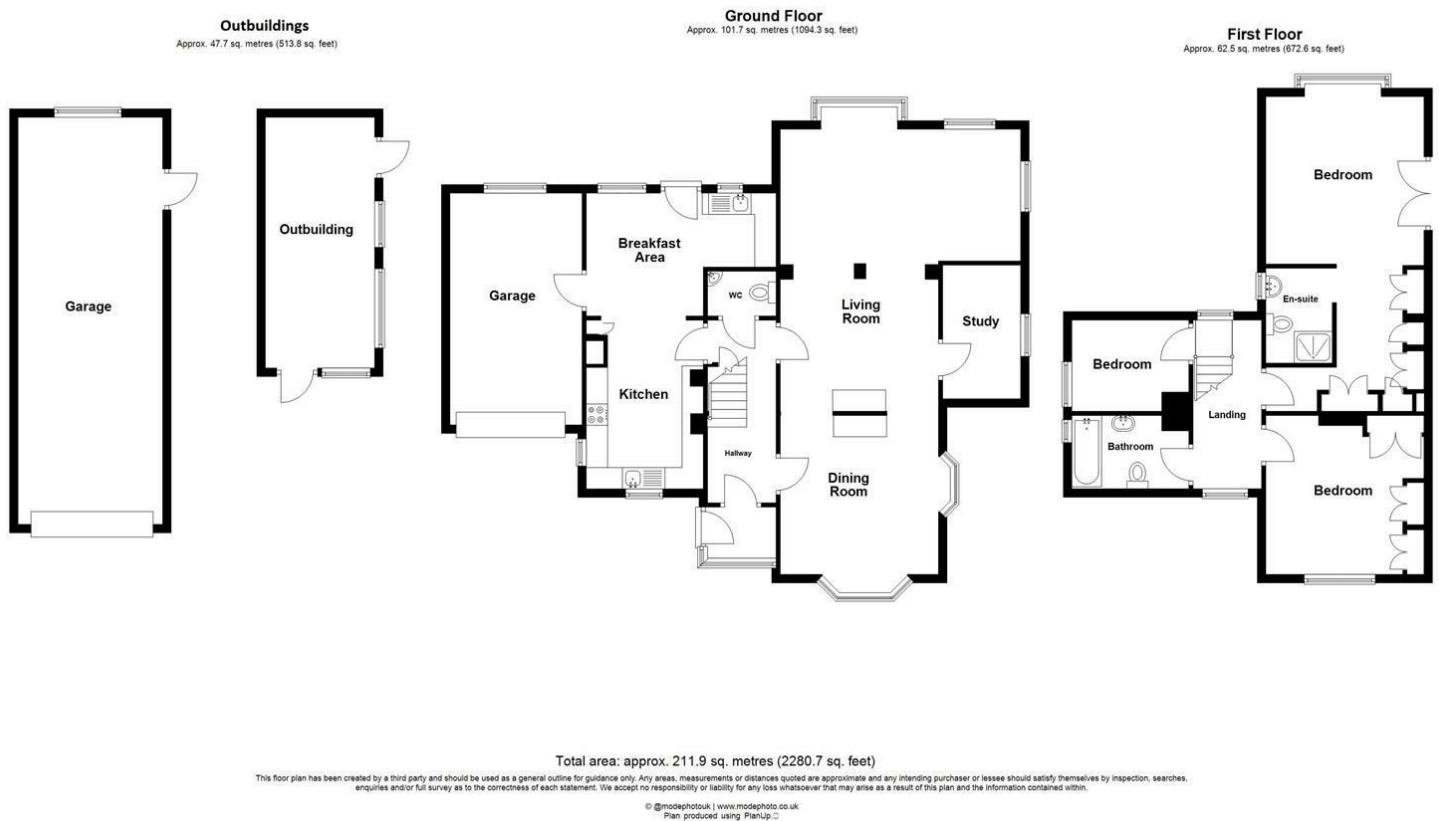 Outbuildings
Approx. 47.7 sq. metres (513.8 sq. feet)
Garage
Outbuilding
Ground Floor
Approx. 101.7 sq. metres (1094.3 sq. feet)
Garage
Breakfast
Area
WC
Kitchen
Hallway
Living
Room
Study
Dining
Room
First Floor
Approx. 62.5 sq. metres (672.6 sq. feet)
Bedroom
En-suite
Bedroom
Landing
Bathroom
Bedroom
Total area: approx. 211.9 sq. metres (2280.7 sq. feet)
This floor plan has been created by a third party and should be used as a general outline for guidance only. Any areas, measurements or distances quoted are approximate and any intending purchaser or lessee should satisfy themselves by inspection, searches,
enquiries and/or full survey as to the correctness of each statement. We accept no responsibility or liability for any loss whatsoever that may arise as a result of this plan and the information contained within.
© @modephotouk | www.modephoto.co.uk
Plan produced using PlanUp.